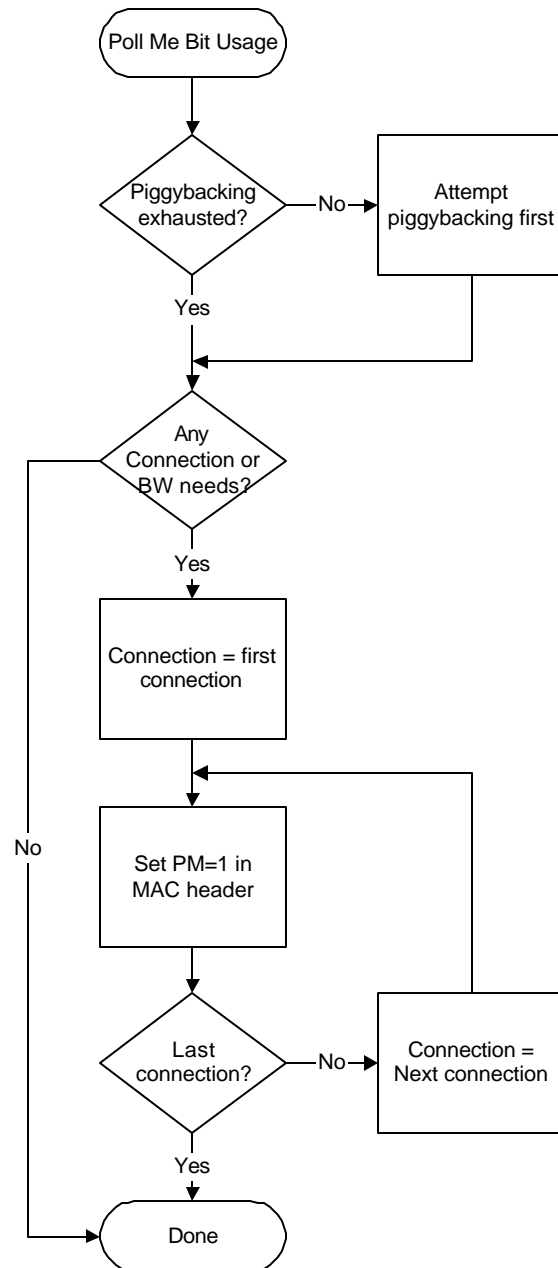 Poll Me Bit Usage
Piggybacking
exhausted?
No
Attempt
piggybacking first
Yes
Any
Connection or
BW needs?
Yes
Connection = first
connection
No
Set PM=1 in
MAC header
Last
connection?
No
Connection =
Next connection
Yes
Done